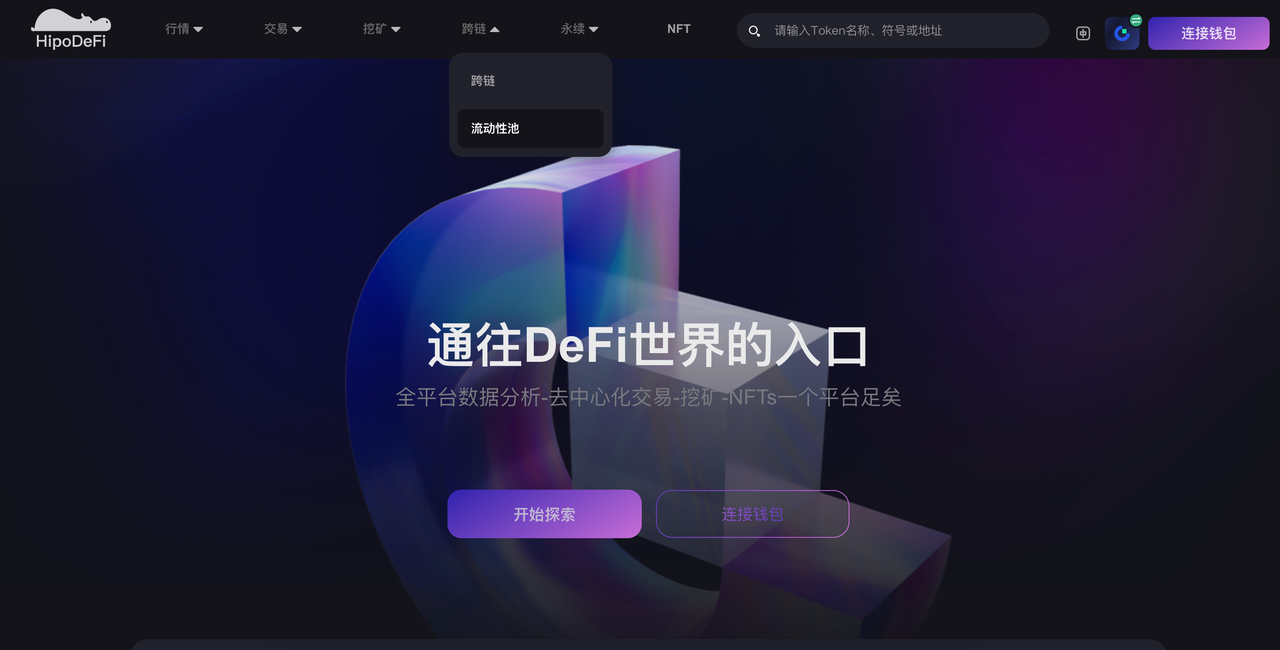 HipoDeFi
行情
交易
挖矿
跨链
永续
NFT
请输入Token名称、符号或地址
中
连接钱包
跨链
流动性池
通往DeFi世界的入口
全平台数据分析-去中心化交易-挖矿-NFTs一个平台足矣
开始探索
连接钱包